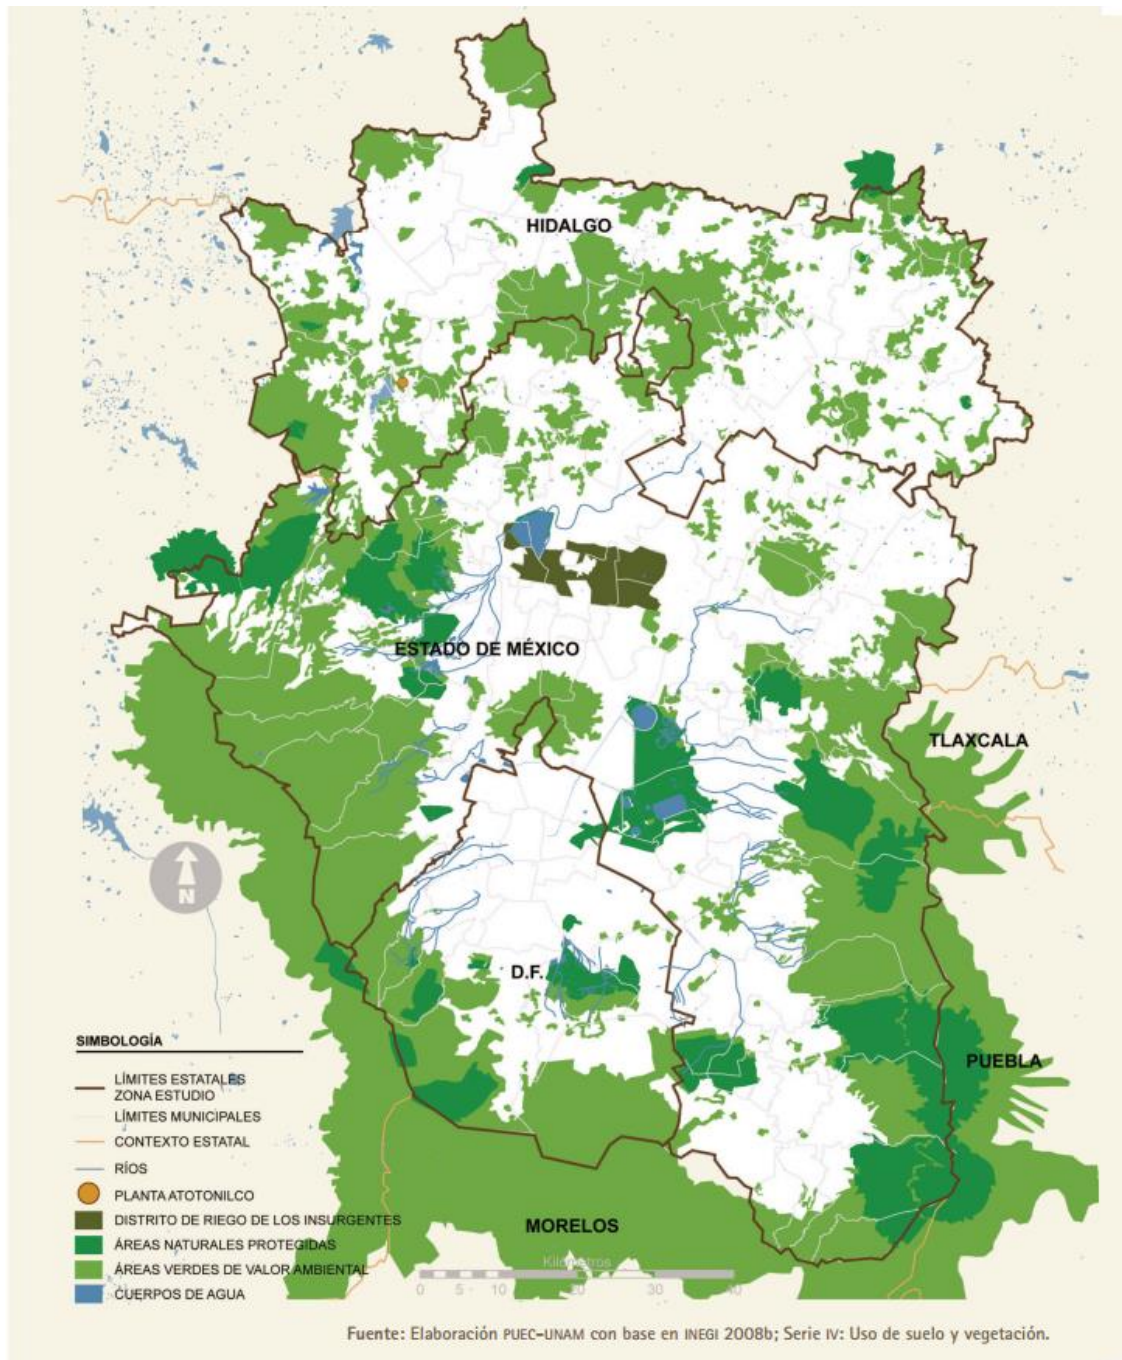 HIDALGO
ESTADO DE MÉXICO
TLAXCALA
N
D.F.
PUEBLA
MORELOS
SIMBOLOGÍA
LÍMITES ESTATALES
ZONA ESTUDIO
LÍMITES MUNICIPALES
CONTEXTO ESTATAL
RÍOS
PLANTA ATOTONILCO
DISTRITO DE RIEGO DE LOS INSURGENTES
ÁREAS NATURALES PROTEGIDAS
ÁREAS VERDES DE VALOR AMBIENTAL
CUERPOS DE AGUA
Kilómetros
0 5 10 20 30 40
Fuente: Elaboración PUEC-UNAM con base en INEGI 2008b; Serie IV: Uso de suelo y vegetación.